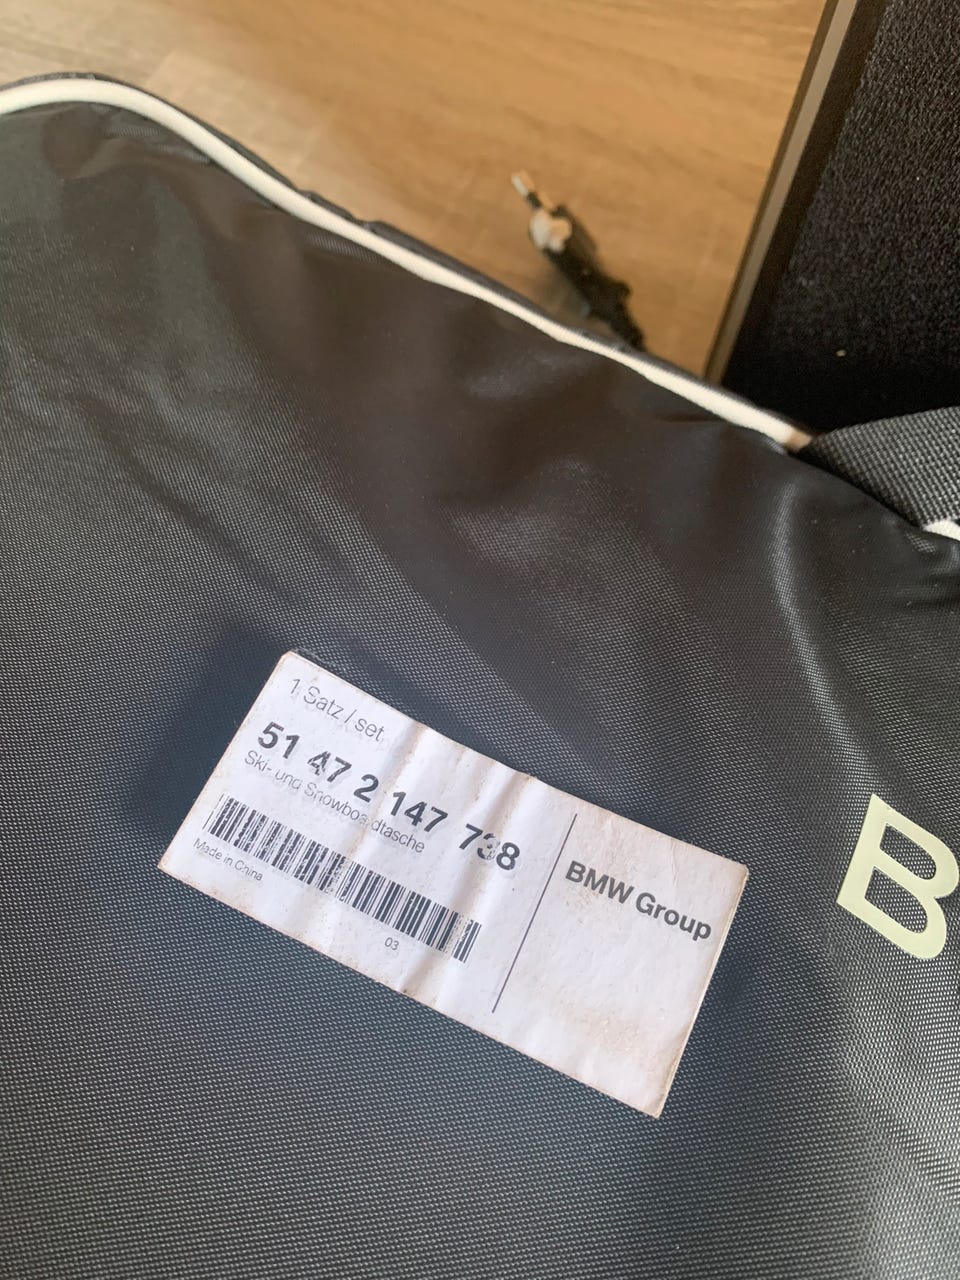 1 Satz / set
51 47 2 147 738
Ski- und Snowboardtasche
Made in China
03
BMW Group
B